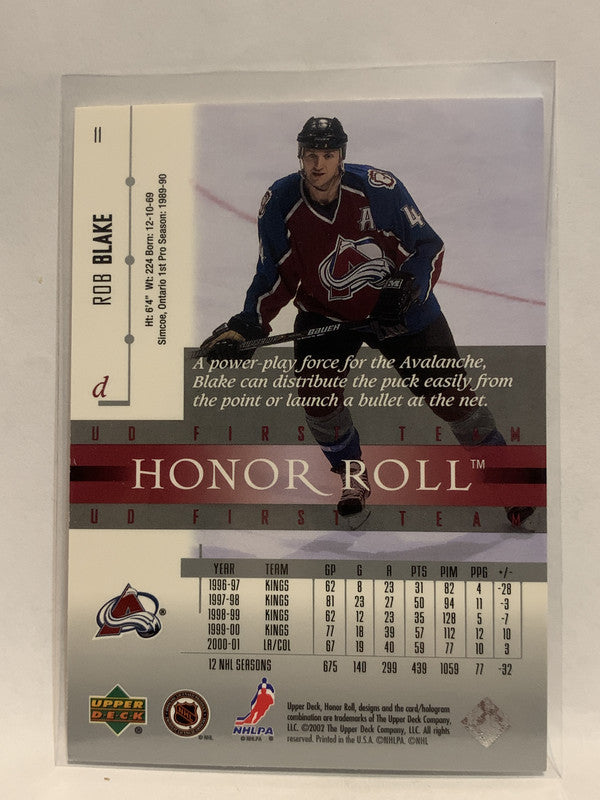 11
ROB BLAKE
Ht: 6'4" Wt: 224 Born: 12-10-69
Simcoe, Ontario 1st Pro Season: 1989-90
d
A
4
BAUER
A power-play force for the Avalanche,
Blake can distribute the puck easily from
the point or launch a bullet at the net.
UD FIRST TEAM
HONOR ROLL™
UD FIRST TEAM
YEAR TEAM GP G A PTS PIM PPG +/-
1996-97 KINGS 62 8 23 31 82 4 -28
1997-98 KINGS 81 23 27 50 94 11 -3
1998-99 KINGS 62 12 23 35 128 5 -7
1999-00 KINGS 77 18 39 57 112 12 10
2000-01 LA/COL 67 19 40 59 77 10 3
12 NHL SEASONS 675 140 299 439 1059 77 -32
UPPER DECK ®
NHL
© NHL
NHLPA
© NHLPA ®
Upper Deck, Honor Roll, designs and the card/hologram
combination are trademarks of The Upper Deck Company,
LLC. ©2002 The Upper Deck Company, LLC. All rights
reserved. Printed in the U.S.A. ©NHLPA. ©NHL